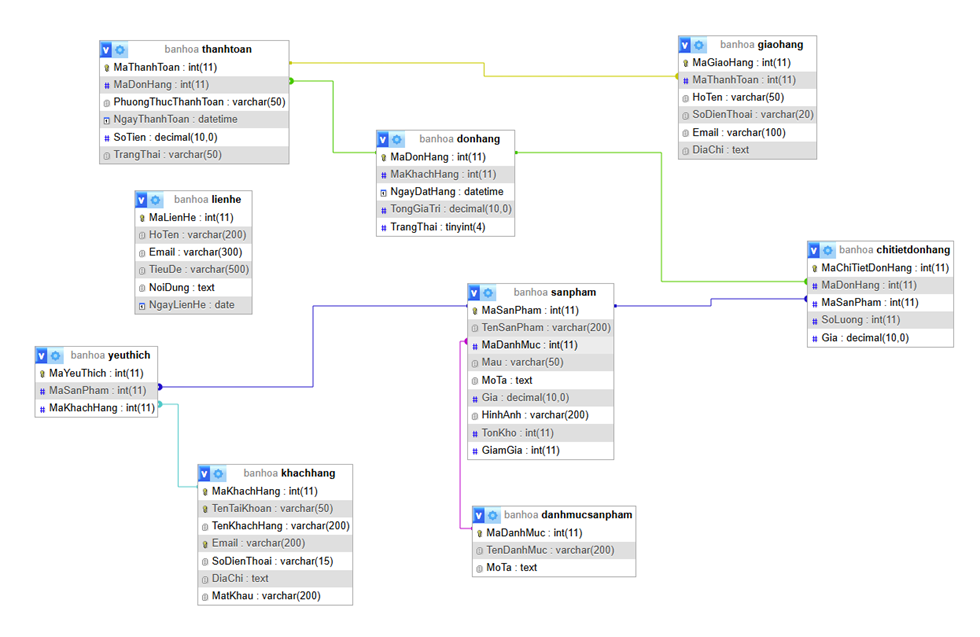 banhoa thanhtoan
MaThanhToan : int(11)
MaDonHang : int(11)
PhuongThucThanhToan : varchar(50)
NgayThanhToan : datetime
SoTien : decimal(10,0)
TrangThai : varchar(50)
banhoa giaohang
MaGiaoHang : int(11)
MaThanhToan : int(11)
HoTen : varchar(50)
SoDienThoai : varchar(20)
Email : varchar(100)
DiaChi : text
banhoa donhang
MaDonHang : int(11)
MaKhachHang : int(11)
NgayDatHang : datetime
TongGiaTri : decimal(10,0)
TrangThai : tinyint(4)
banhoa lienhe
MaLienHe : int(11)
HoTen : varchar(200)
Email : varchar(300)
TieuDe : varchar(500)
NoiDung : text
NgayLienHe : date
banhoa chitietdonhang
MaChiTietDonHang : int(11)
MaDonHang : int(11)
MaSanPham : int(11)
SoLuong : int(11)
Gia : decimal(10,0)
banhoa sanpham
MaSanPham : int(11)
TenSanPham : varchar(200)
MaDanhMuc : int(11)
Mau : varchar(50)
MoTa : text
Gia : decimal(10,0)
HinhAnh : varchar(200)
TonKho : int(11)
GiamGia : int(11)
banhoa yeuthich
MaYeuThich : int(11)
MaSanPham : int(11)
MaKhachHang : int(11)
banhoa khachhang
MaKhachHang : int(11)
TenTaiKhoan : varchar(50)
TenKhachHang : varchar(200)
Email : varchar(200)
SoDienThoai : varchar(15)
DiaChi : text
MatKhau : varchar(200)
banhoa danhmucsanpham
MaDanhMuc : int(11)
TenDanhMuc : varchar(200)
MoTa : text